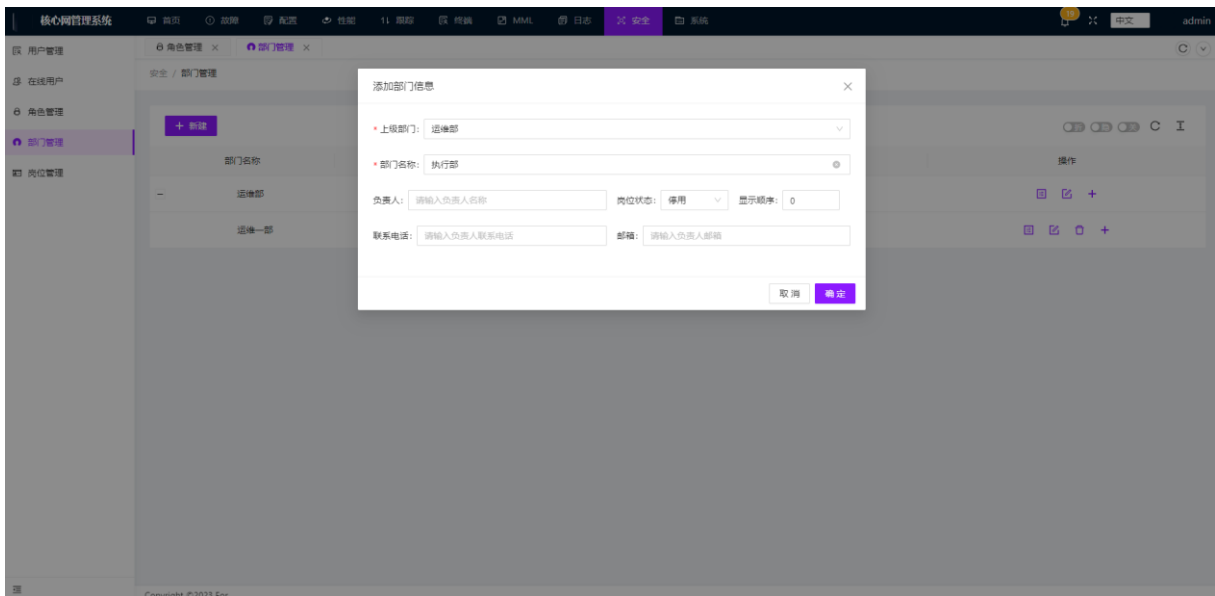 核心网管理系统 首页 故障 配置 性能 跟踪 终端 MML 日志 安全 系统 19 中文 admin
用户管理 角色管理 部门管理
在线用户 安全 / 部门管理
角色管理
部门管理
岗位管理
添加部门信息
新建
* 上级部门: 运维部
部门名称 操作
* 部门名称: 执行部
运维部
负责人: 请输入负责人名称 岗位状态: 停用 显示顺序: 0
运维一部
联系电话: 请输入负责人联系电话 邮箱: 请输入负责人邮箱
取消 确定
Copyright ©2023